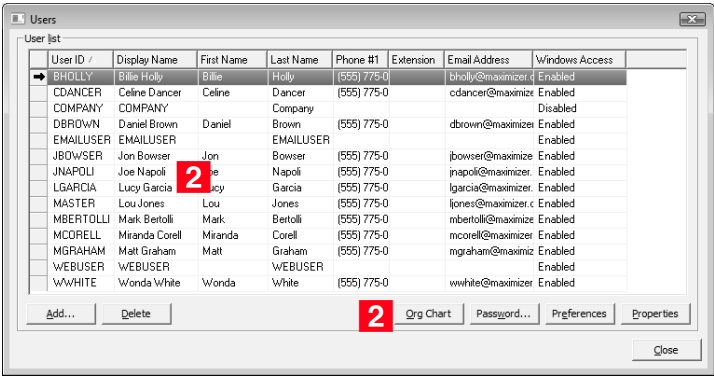 Users
User list
User ID / Display Name First Name Last Name Phone #1 Extension Email Address Windows Access
BHOLLY Billie Holly Billie Holly (555) 775-0 bholly@maximizer.c Enabled
CDANCER Celine Dancer Celine Dancer (555) 775-0 cdancer@maximize Enabled
COMPANY COMPANY Company Disabled
DBROWN Daniel Brown Daniel Brown (555) 775-0 dbrown@maximizer Enabled
EMAILUSER EMAILUSER EMAILUSER Enabled
JBOWSER Jon Bowser Jon Bowser (555) 775-0 jbowser@maximize Enabled
JNAPOLI Joe Napoli 2 Napoli (555) 775-0 jnapoli@maximizer. Enabled
LGARCIA Lucy Garcia Garcia (555) 775-0 lgarcia@maximizer. Enabled
MASTER Lou Jones Lou Jones (555) 775-0 ljones@maximizer. Enabled
MBERTOLLI Mark Bertolli Mark Bertolli (555) 775-0 mbertolli@maximize Enabled
MCORELL Miranda Corell Miranda Corell (555) 775-0 mcorell@maximizer Enabled
MGRAHAM Matt Graham Matt Graham (555) 775-0 mgraham@maximiz Enabled
WEBUSER WEBUSER WEBUSER Enabled
WWHITE Wonda White Wonda White (555) 775-0 wwhite@maximizer Enabled
Add... Delete 2 Org Chart Password... Preferences Properties
Close